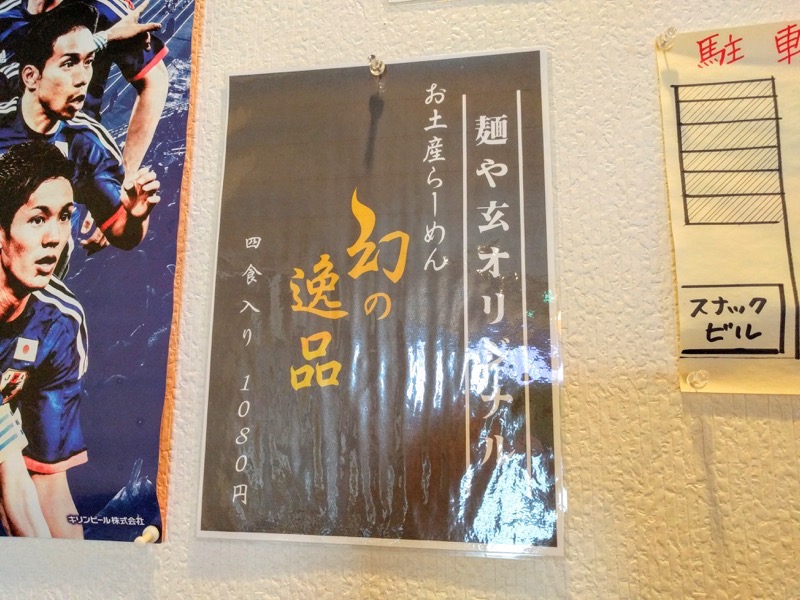 麺や玄オリジナル
お土産らーめん
幻の
逸品
四食入り 1080円
駐車
スナック
ビル
キリンビール株式会社